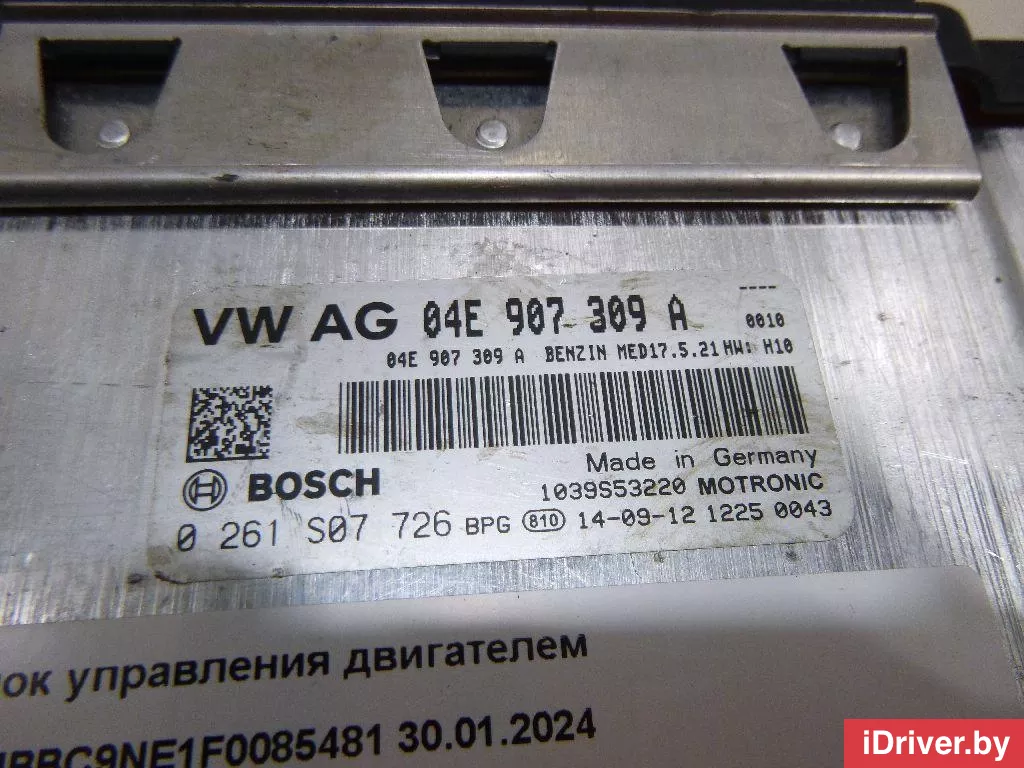 ----
VW AG 04E 907 309 A 0010
04E 907 309 A BENZIN MED17.5.21 HW: H10
Made in Germany
BOSCH 1039S53220 MOTRONIC
0 261 S07 726 BPG 810 14-09-12 1225 0043
управления двигателем
30.01.2024
iDriver.by